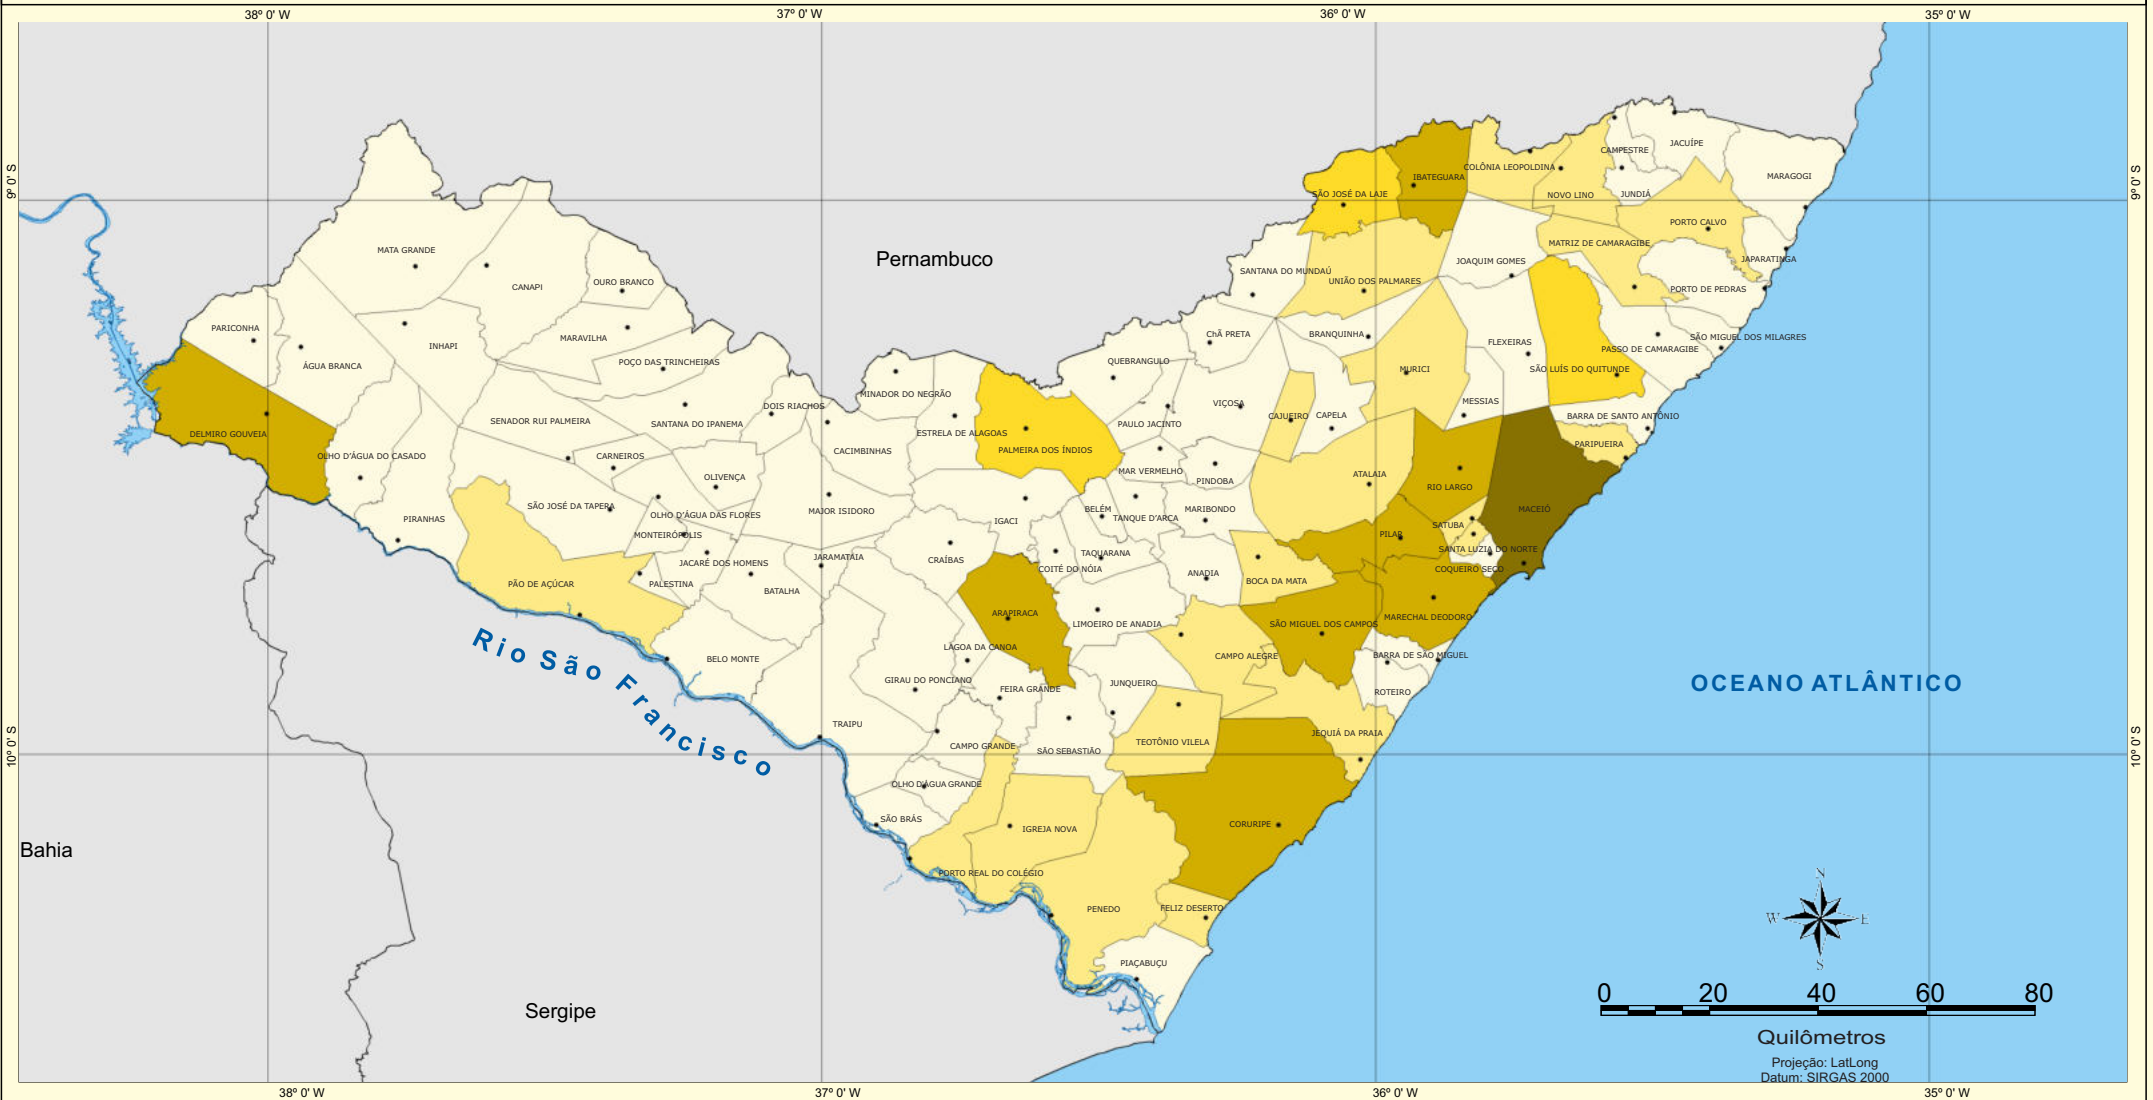 38º 0' W
37º 0' W
36º 0' W
35º 0' W
9º 0' S
9º 0' S
10º 0' S
10º 0' S
Pernambuco
Bahia
Sergipe
Rio São Francisco
OCEANO ATLÂNTICO
CAMPESTRE
JACUÍPE
COLÔNIA LEOPOLDINA
IBATEGUARA
MARAGOGI
SÃO JOSÉ DA LAJE
NOVO LINO
JUNDIÁ
PORTO CALVO
MATA GRANDE
MATRIZ DE CAMARAGIBE
JAPARATINGA
JOAQUIM GOMES
SANTANA DO MUNDAÚ
UNIÃO DOS PALMARES
OURO BRANCO
CANAPI
PORTO DE PEDRAS
PARICONHA
INHAPI
MARAVILHA
ChÃ PRETA
BRANQUINHA
FLEXEIRAS
SÃO MIGUEL DOS MILAGRES
PASSO DE CAMARAGIBE
ÁGUA BRANCA
POÇO DAS TRINCHEIRAS
QUEBRANGULO
MURICI
SÃO LUÍS DO QUITUNDE
MINADOR DO NEGRÃO
DOIS RIACHOS
VIÇOSA
MESSIAS
CAJUEIRO
CAPELA
BARRA DE SANTO ANTÔNIO
SENADOR RUI PALMEIRA
SANTANA DO IPANEMA
PAULO JACINTO
DELMIRO GOUVEIA
ESTRELA DE ALAGOAS
PARIPUEIRA
CACIMBINHAS
PALMEIRA DOS ÍNDIOS
OLHO D'ÁGUA DO CASADO
CARNEIROS
MAR VERMELHO
ATALAIA
OLIVENÇA
PINDOBA
RIO LARGO
SÃO JOSÉ DA TAPERA
MAJOR ISIDORO
BELÉM
MARIBONDO
MACEIÓ
PIRANHAS
OLHO D'ÁGUA DAS FLORES
IGACI
TANQUE D'ARCA
SATUBA
MONTEIRÓPOLIS
PILAR
SANTA LUZIA DO NORTE
JARAMATAIA
CRAÍBAS
TAQUARANA
JACARÉ DOS HOMENS
COITÉ DO NÓIA
COQUEIRO SECO
ANADIA
PÃO DE AÇÚCAR
PALESTINA
BOCA DA MATA
BATALHA
ARAPIRACA
MARECHAL DEODORO
LIMOEIRO DE ANADIA
SÃO MIGUEL DOS CAMPOS
LAGOA DA CANOA
BELO MONTE
CAMPO ALEGRE
BARRA DE SÃO MIGUEL
GIRAU DO PONCIANO
JUNQUEIRO
FEIRA GRANDE
ROTEIRO
TRAIPU
JEQUIÁ DA PRAIA
CAMPO GRANDE
SÃO SEBASTIÃO
TEOTÔNIO VILELA
OLHO D'ÁGUA GRANDE
SÃO BRÁS
IGREJA NOVA
CORURIPE
PORTO REAL DO COLÉGIO
PENEDO
FELIZ DESERTO
PIAÇABUÇU
N
W E
S
0 20 40 60 80
Quilômetros
Projeção: LatLong
Datum: SIRGAS 2000
38º 0' W
37º 0' W
36º 0' W
35º 0' W